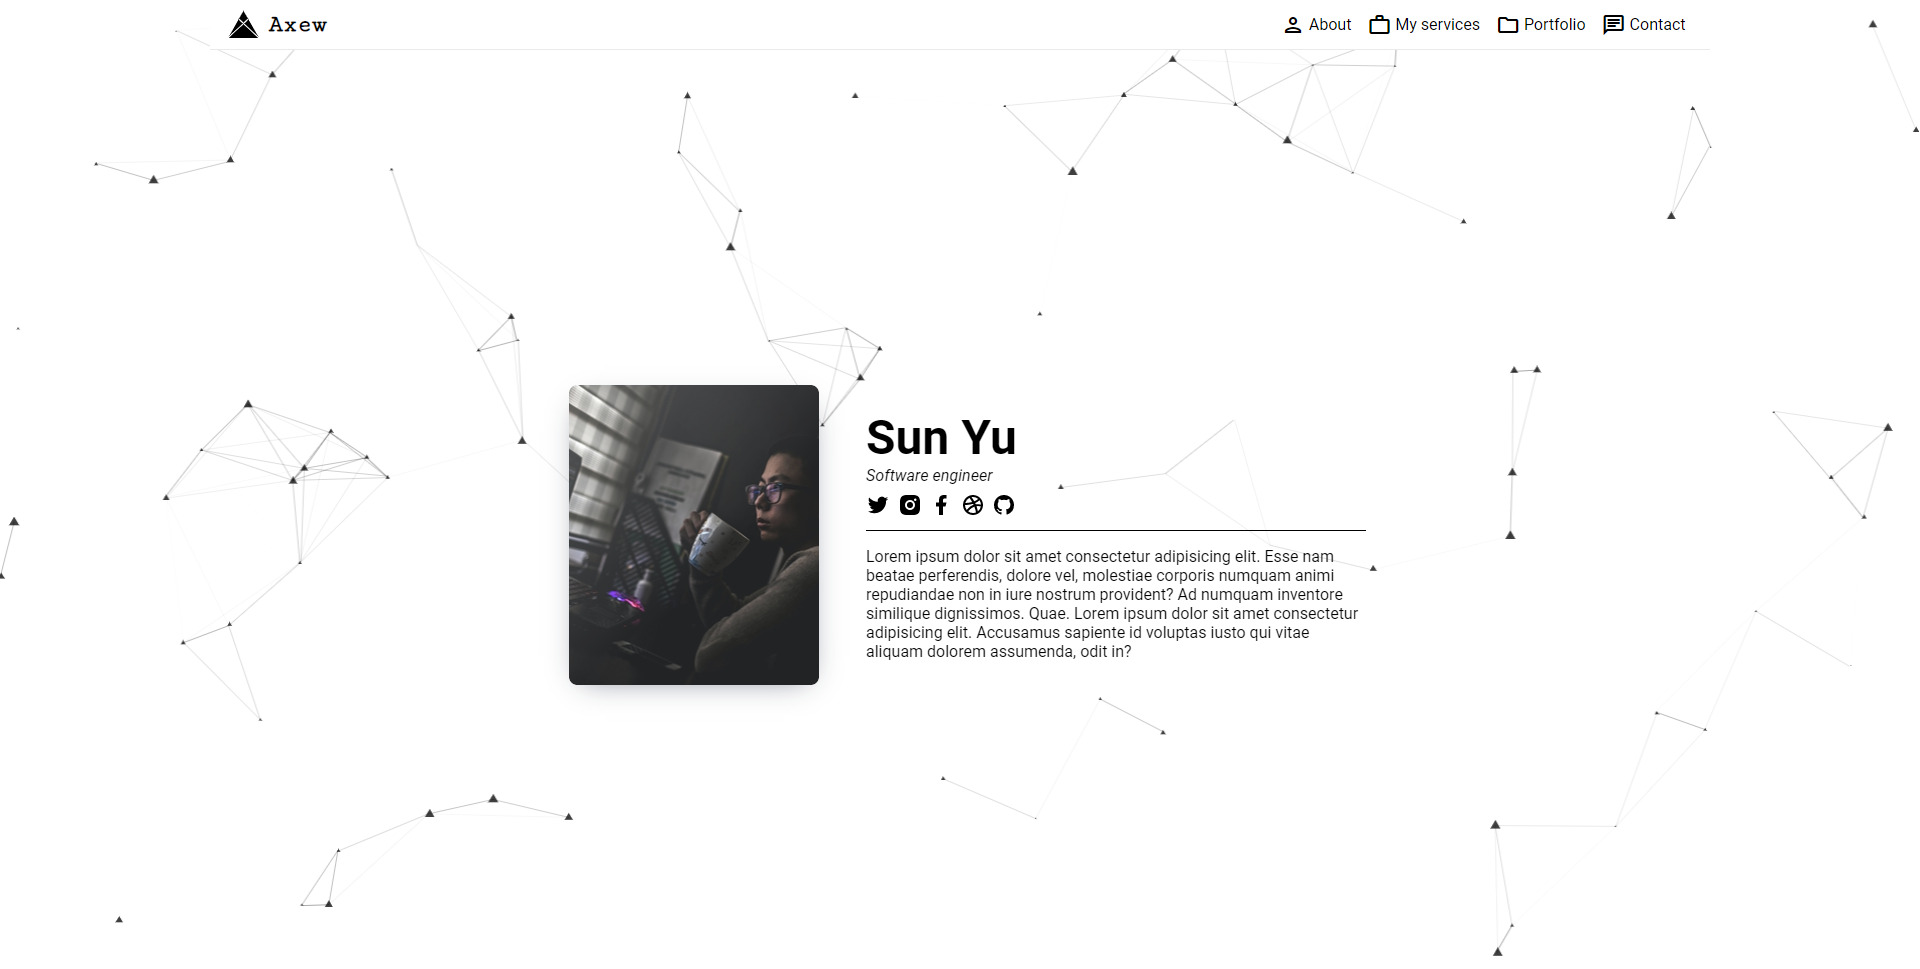 Axew
About
My services
Portfolio
Contact
Sun Yu
Software engineer
Lorem ipsum dolor sit amet consectetur adipisicing elit. Esse nam
beatae perferendis, dolore vel, molestiae corporis numquam animi
repudiandae non in iure nostrum provident? Ad numquam inventore
similique dignissimos. Quae. Lorem ipsum dolor sit amet consectetur
adipisicing elit. Accusamus sapiente id voluptas iusto qui vitae
aliquam dolorem assumenda, odit in?